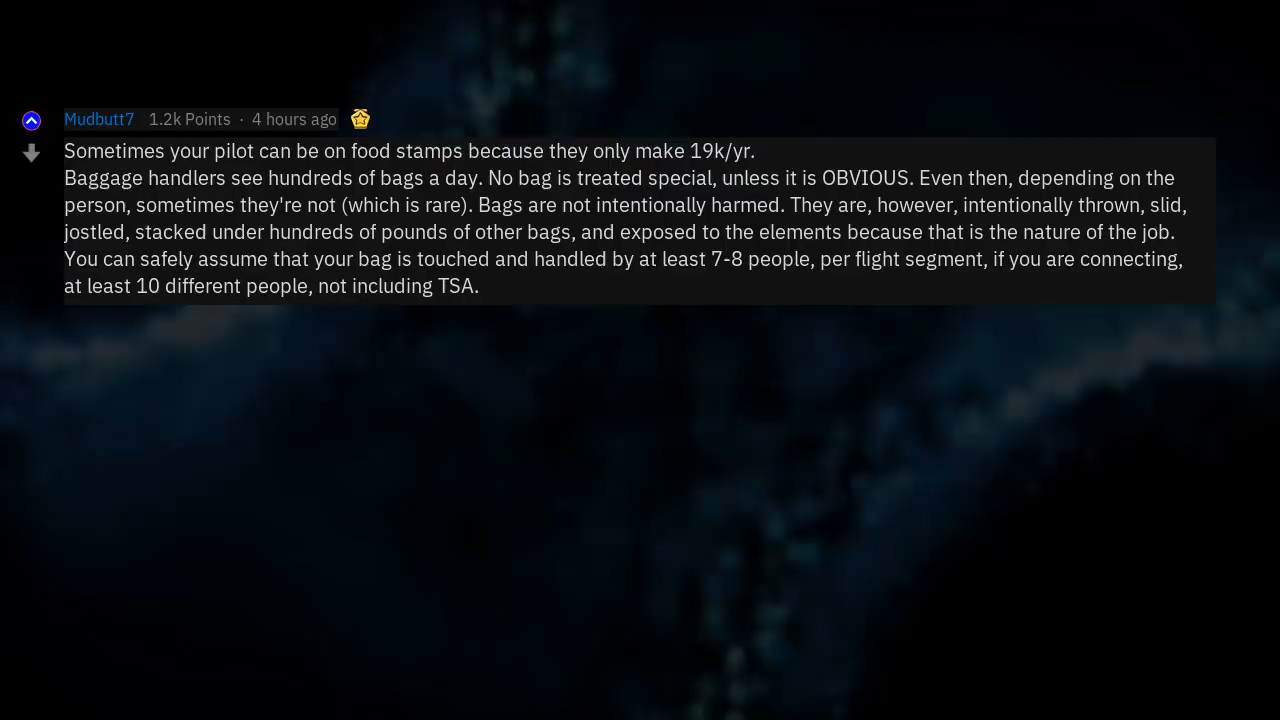 Mudbutt7 1.2k Points · 4 hours ago
Sometimes your pilot can be on food stamps because they only make 19k/yr.
Baggage handlers see hundreds of bags a day. No bag is treated special, unless it is OBVIOUS. Even then, depending on the
person, sometimes they're not (which is rare). Bags are not intentionally harmed. They are, however, intentionally thrown, slid,
jostled, stacked under hundreds of pounds of other bags, and exposed to the elements because that is the nature of the job.
You can safely assume that your bag is touched and handled by at least 7-8 people, per flight segment, if you are connecting,
at least 10 different people, not including TSA.